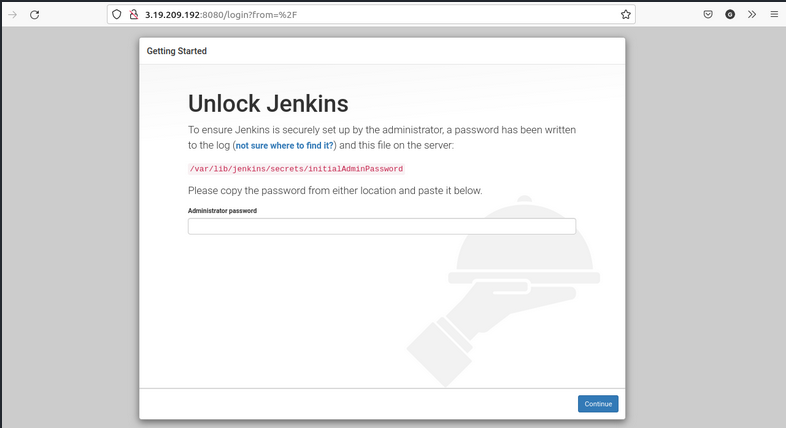 3.19.209.192:8080/login?from=%2F
Getting Started
Unlock Jenkins
To ensure Jenkins is securely set up by the administrator, a password has been written
to the log (not sure where to find it?) and this file on the server:
/var/lib/jenkins/secrets/initialAdminPassword
Please copy the password from either location and paste it below.
Administrator password
Continue